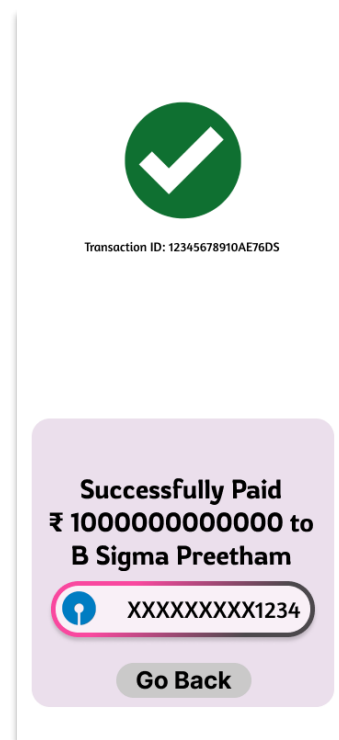 Transaction ID: 12345678910AE76DS
Successfully Paid
₹ 1000000000000 to
B Sigma Preetham
XXXXXXXXX1234
Go Back